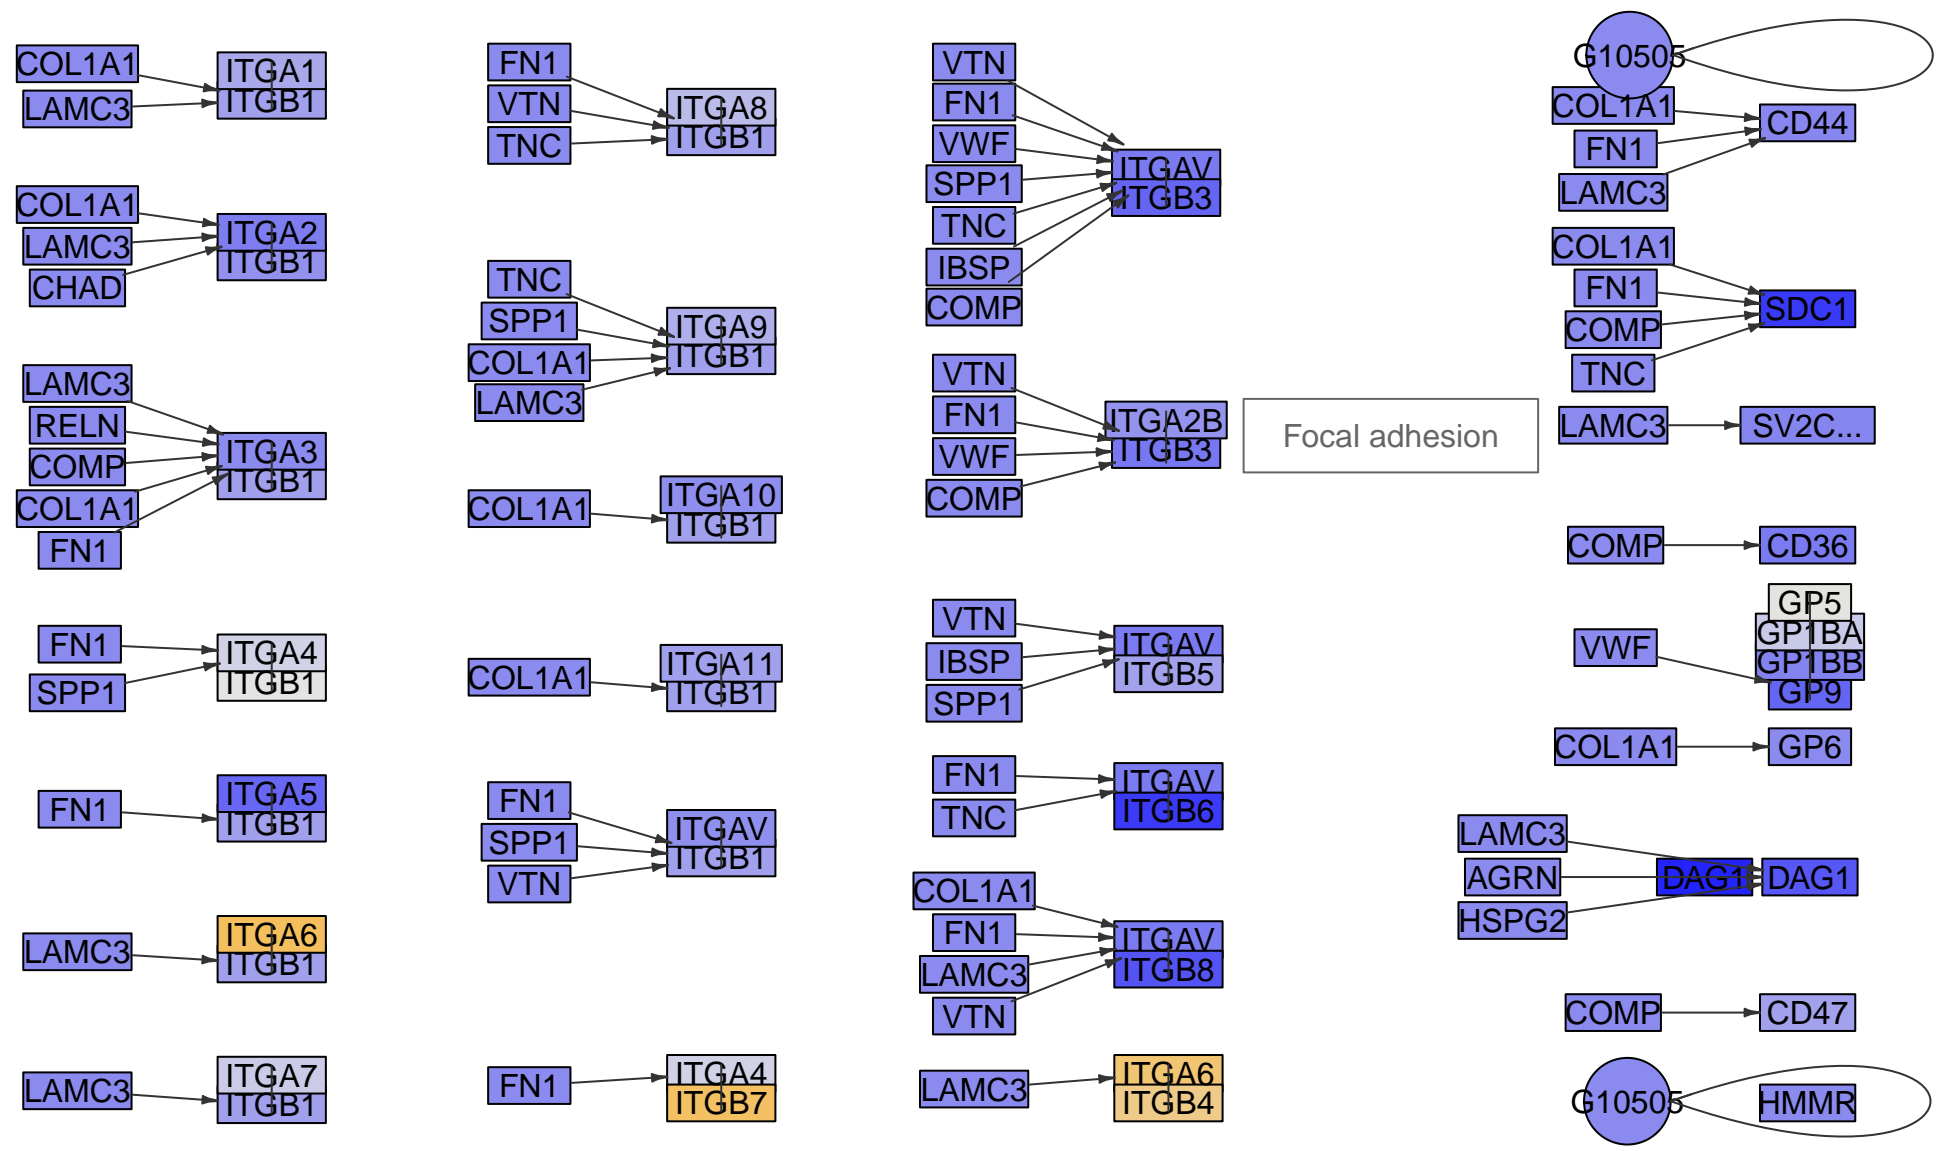 COL1A1
LAMC3
ITGA1
ITGB1
COL1A1
LAMC3
CHAD
ITGA2
ITGB1
LAMC3
RELN
COMP
COL1A1
FN1
ITGA3
ITGB1
FN1
SPP1
ITGA4
ITGB1
FN1
ITGA5
ITGB1
LAMC3
ITGA6
ITGB1
LAMC3
ITGA7
ITGB1
FN1
VTN
TNC
ITGA8
ITGB1
TNC
SPP1
COL1A1
LAMC3
ITGA9
ITGB1
COL1A1
ITGA10
ITGB1
COL1A1
ITGA11
ITGB1
FN1
SPP1
VTN
ITGAV
ITGB1
FN1
ITGA4
ITGB7
VTN
FN1
VWF
SPP1
TNC
IBSP
COMP
ITGAV
ITGB3
VTN
FN1
VWF
COMP
ITGA2B
ITGB3
VTN
IBSP
SPP1
ITGAV
ITGB5
FN1
TNC
ITGAV
ITGB6
COL1A1
FN1
LAMC3
VTN
ITGAV
ITGB8
LAMC3
ITGA6
ITGB4
Focal adhesion
G10505
COL1A1
FN1
LAMC3
CD44
COL1A1
FN1
COMP
TNC
SDC1
LAMC3
SV2C...
COMP
CD36
VWF
GP5
GP1BA
GP1BB
GP9
COL1A1
GP6
LAMC3
AGRN
HSPG2
DAG1
DAG1
COMP
CD47
G10505
HMMR